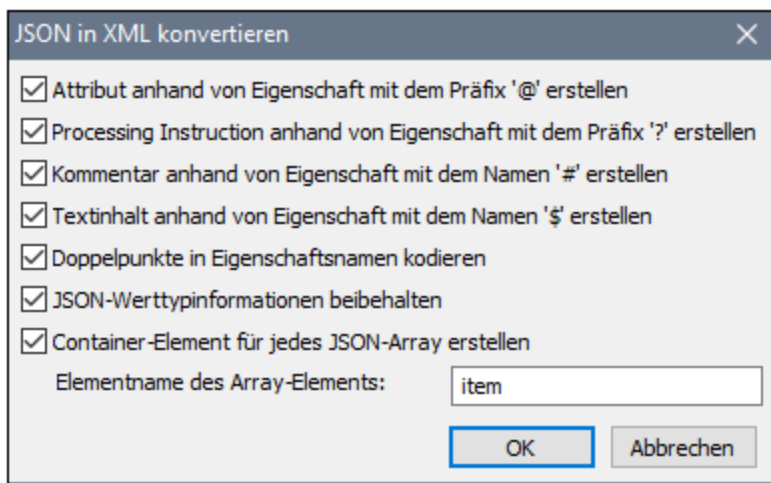 JSON in XML konvertieren
Attribut anhand von Eigenschaft mit dem Präfix '@' erstellen
Processing Instruction anhand von Eigenschaft mit dem Präfix '?' erstellen
Kommentar anhand von Eigenschaft mit dem Namen '#' erstellen
Textinhalt anhand von Eigenschaft mit dem Namen '$' erstellen
Doppelpunkte in Eigenschaftsnamen kodieren
JSON-Werttypinformationen beibehalten
Container-Element für jedes JSON-Array erstellen
Elementname des Array-Elements: item
OK Abbrechen